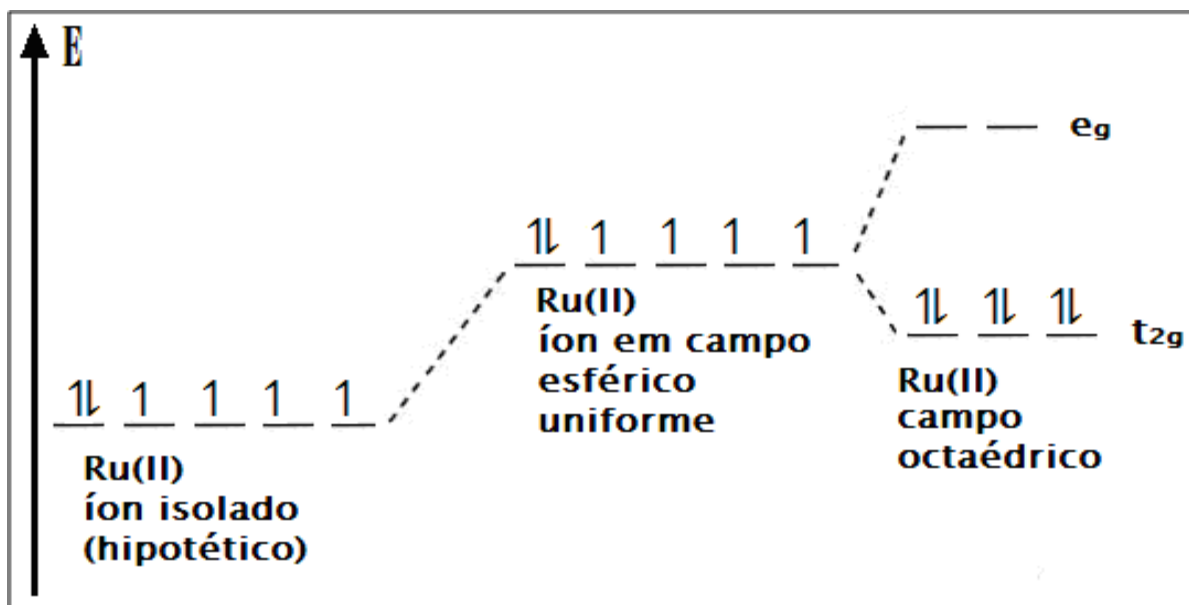 E
eg
Ru(II)
íon em campo
esférico
uniforme
t2g
Ru(II)
campo
octaédrico
Ru(II)
íon isolado
(hipotético)